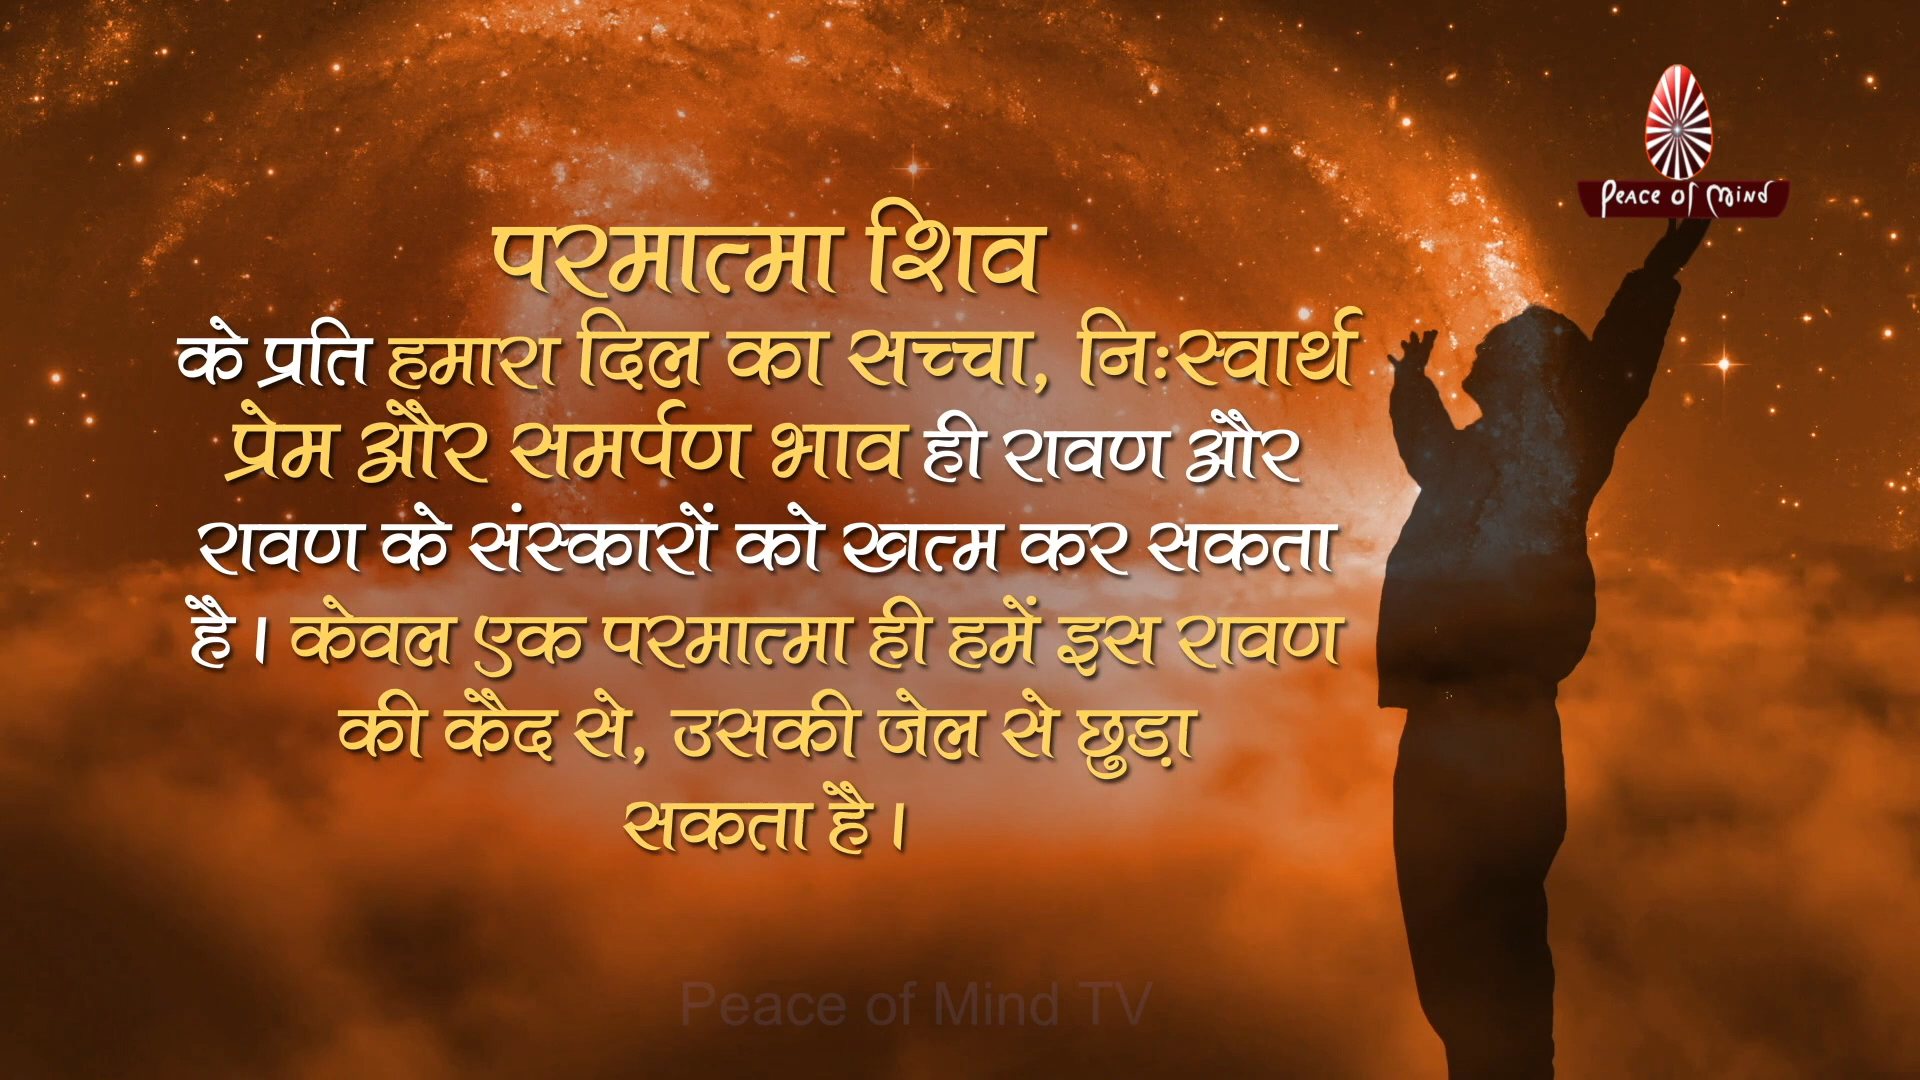 Peace of Mind
परमात्मा शिव
के प्रति हमारा दिल का सच्चा, निःस्वार्थ
प्रेम और समर्पण भाव ही रावण और
रावण के संस्कारों को खत्म कर सकता
है। केवल एक परमात्मा ही हमें इस रावण
की कैद से, उसकी जेल से छुड़ा
सकता है।
Peace of Mind TV